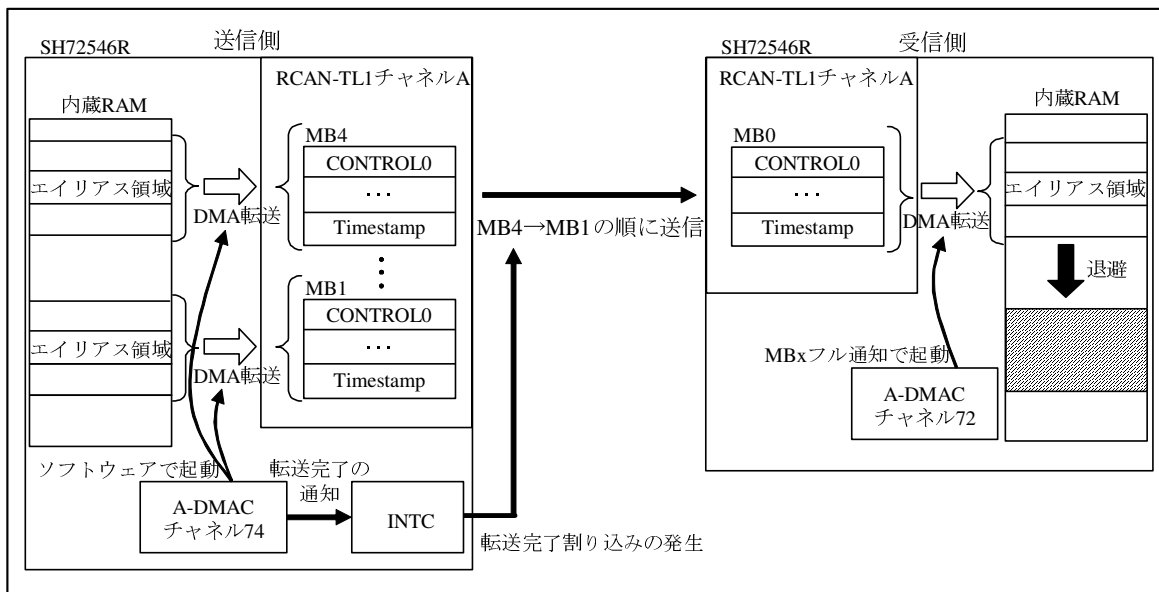 SH72546R
送信側
RCAN-TL1チャネルA
内蔵RAM
エイリアス領域
DMA転送
MB4
CONTROL0
・・・
Timestamp
エイリアス領域
DMA転送
MB1
CONTROL0
・・・
Timestamp
ソフトウェアで起動
転送完了の
通知
A-DMAC
チャネル74
INTC
転送完了割り込みの発生
MB4→MB1の順に送信
SH72546R
受信側
RCAN-TL1チャネルA
MB0
CONTROL0
・・・
Timestamp
DMA転送
内蔵RAM
エイリアス領域
退避
MBxフル通知で起動
A-DMAC
チャネル72